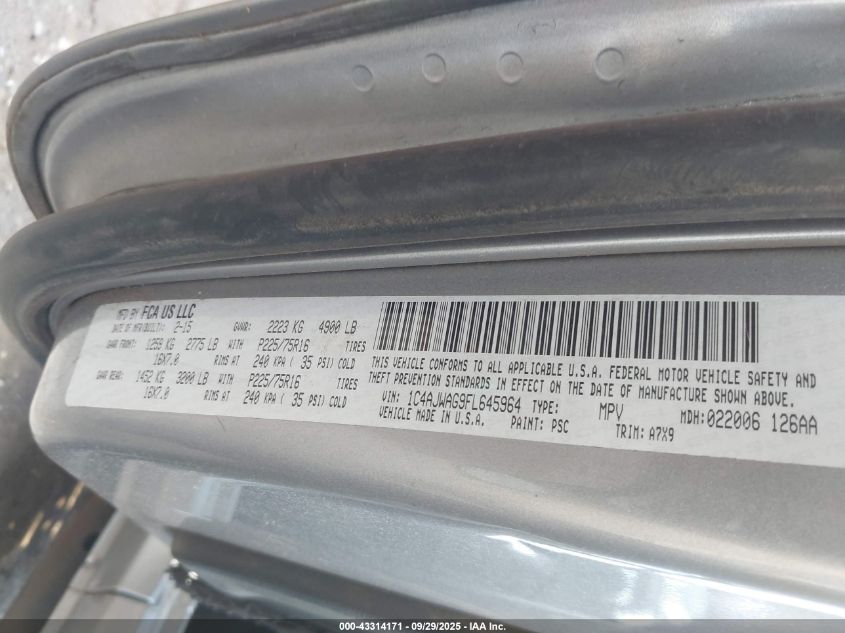 MFD BY FCA US LLC
DATE OF MFR(BUILT): 2-15 GVWR: 2223 KG 4900 LB
GAWR FRONT: 1259 KG 2775 LB WITH P225/75R16 TIRES
16X7.0 RIMS AT 240 KPA ( 35 PSI) COLD
GAWR REAR: 1452 KG 3200 LB WITH P225/75R16 TIRES
16X7.0 RIMS AT 240 KPA ( 35 PSI) COLD
THIS VEHICLE CONFORMS TO ALL APPLICABLE U.S.A. FEDERAL MOTOR VEHICLE SAFETY AND
THEFT PREVENTION STANDARDS IN EFFECT ON THE DATE OF MANUFACTURE SHOWN ABOVE.
VIN: 1C4AJWAG9FL645964 TYPE: MPV MDH:022006 126AA
VEHICLE MADE IN U.S.A. PAINT: PSC TRIM: A7X9
000-43314171 - 09/29/2025 - IAA Inc.